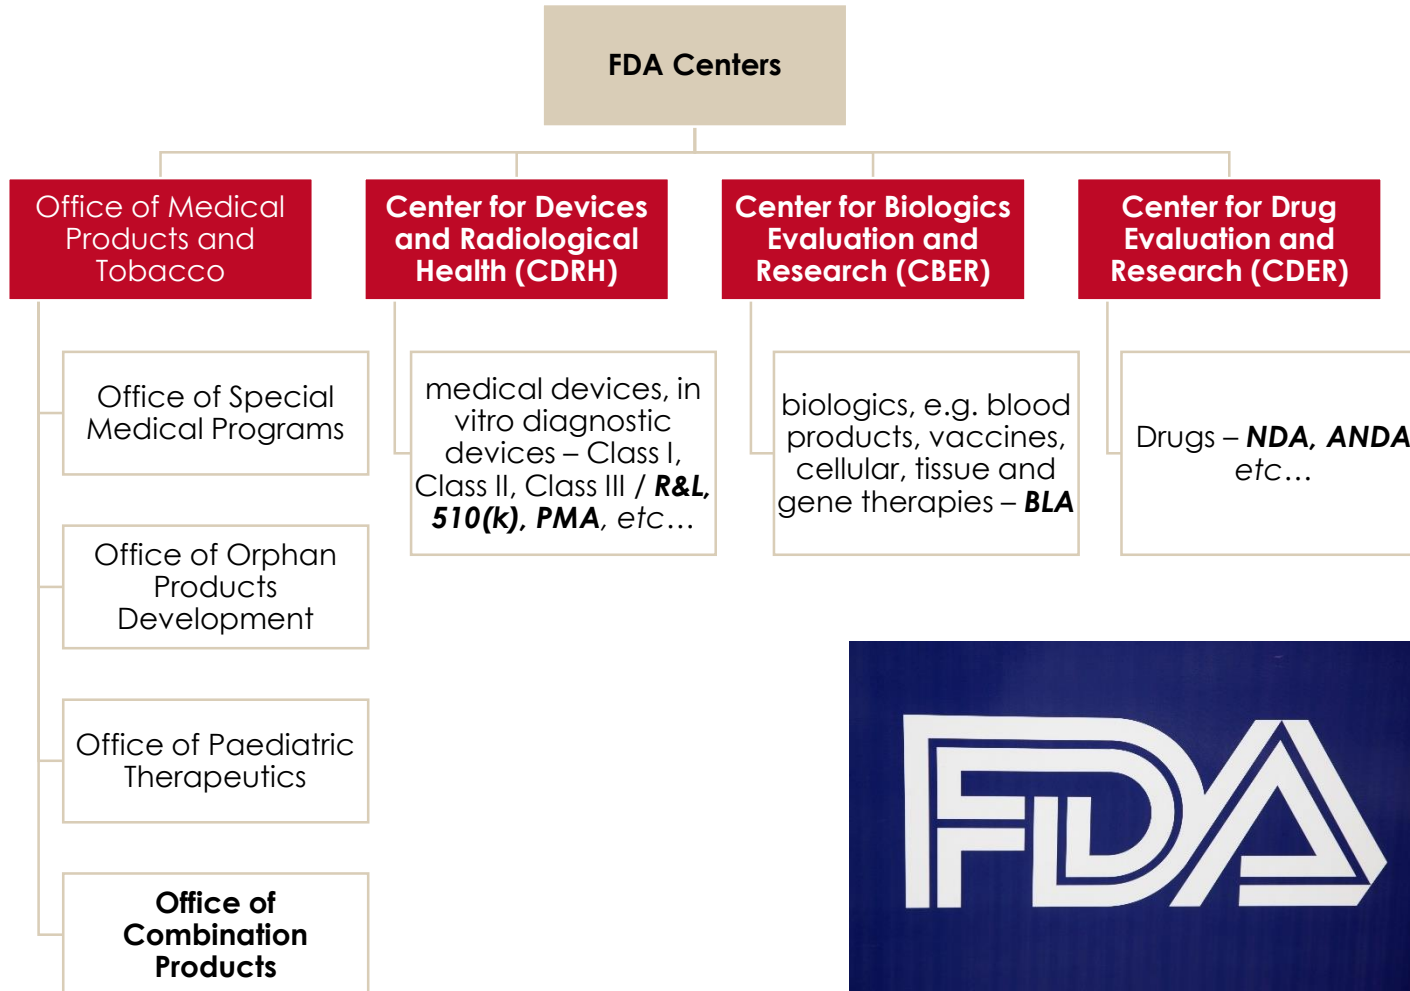 FDA Centers
Office of Medical
Products and
Tobacco
Center for Devices
and Radiological
Health (CDRH)
Center for Biologics
Evaluation and
Research (CBER)
Center for Drug
Evaluation and
Research (CDER)
Office of Special
Medical Programs
Office of Orphan
Products
Development
Office of Paediatric
Therapeutics
Office of
Combination
Products
medical devices, in
vitro diagnostic
devices – Class I,
Class II, Class III / R&L,
510(k), PMA, etc…
biologics, e.g. blood
products, vaccines,
cellular, tissue and
gene therapies – BLA
Drugs – NDA, ANDA
etc…
FDA